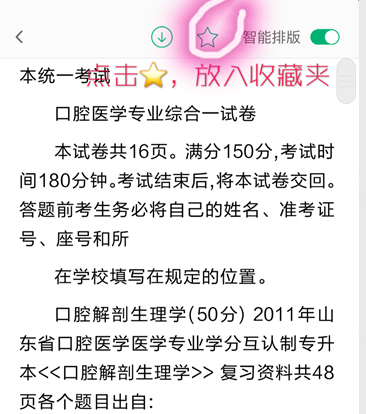 智能排版
本统一考试
点击⭐，放入收藏夹
口腔医学专业综合一试卷
本试卷共16页。满分150分,考试时
间180分钟。考试结束后,将本试卷交回。
答题前考生务必将自己的姓名、准考证
号、座号和所
在学校填写在规定的位置。
口腔解剖生理学(50分) 2011年山
东省口腔医学医学专业学分互认制专升
本<<口腔解剖生理学>> 复习资料共48
页各个题目出自: